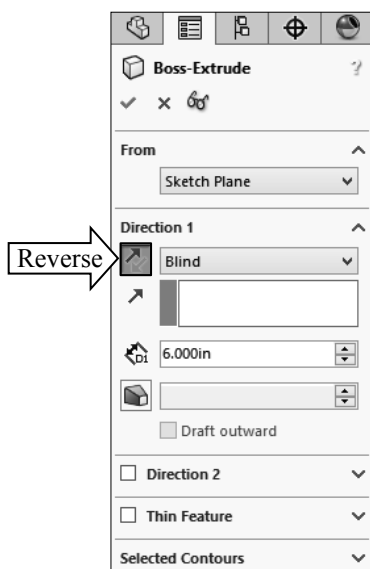 Boss-Extrude ?
From
Sketch Plane
Direction 1
Reverse
Blind
D1 6.000in
Draft outward
Direction 2
Thin Feature
Selected Contours